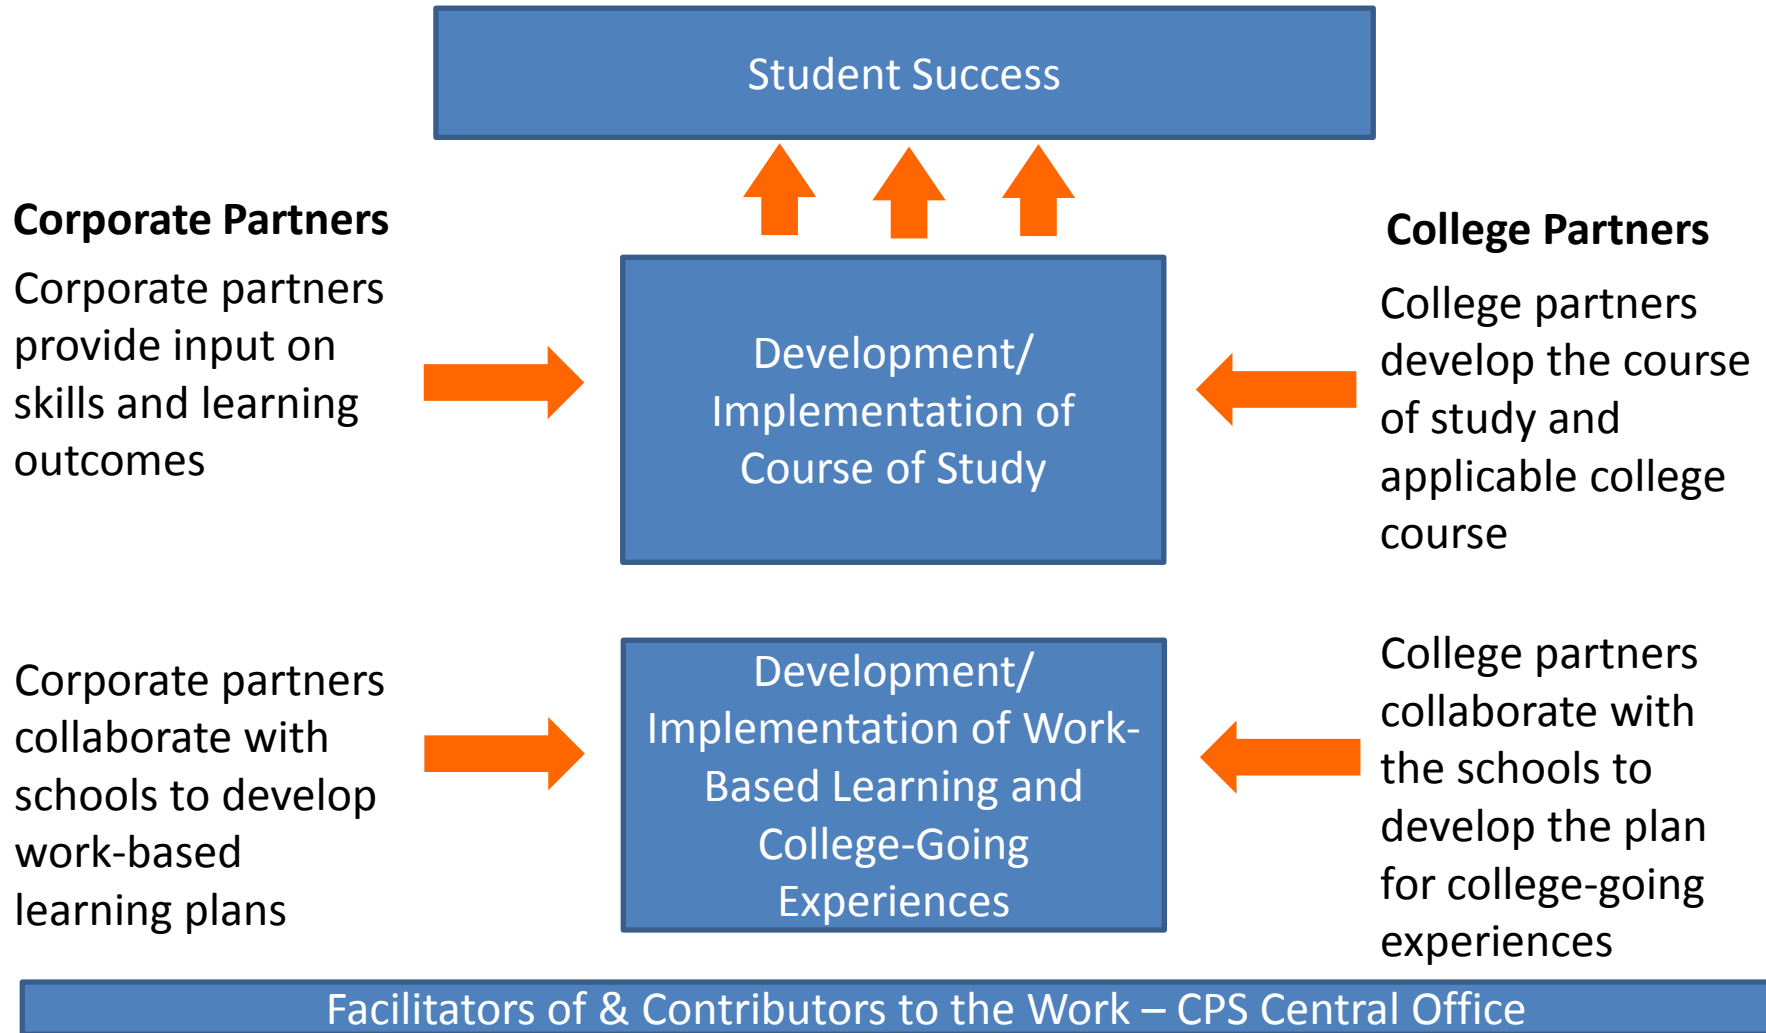 Student Success
Corporate Partners
Corporate partners
provide input on
skills and learning
outcomes
Development/
Implementation of
Course of Study
College Partners
College partners
develop the course
of study and
applicable college
course
Corporate partners
collaborate with
schools to develop
work-based
learning plans
Development/
Implementation of Work-
Based Learning and
College-Going
Experiences
College partners
collaborate with
the schools to
develop the plan
for college-going
experiences
Facilitators of & Contributors to the Work – CPS Central Office